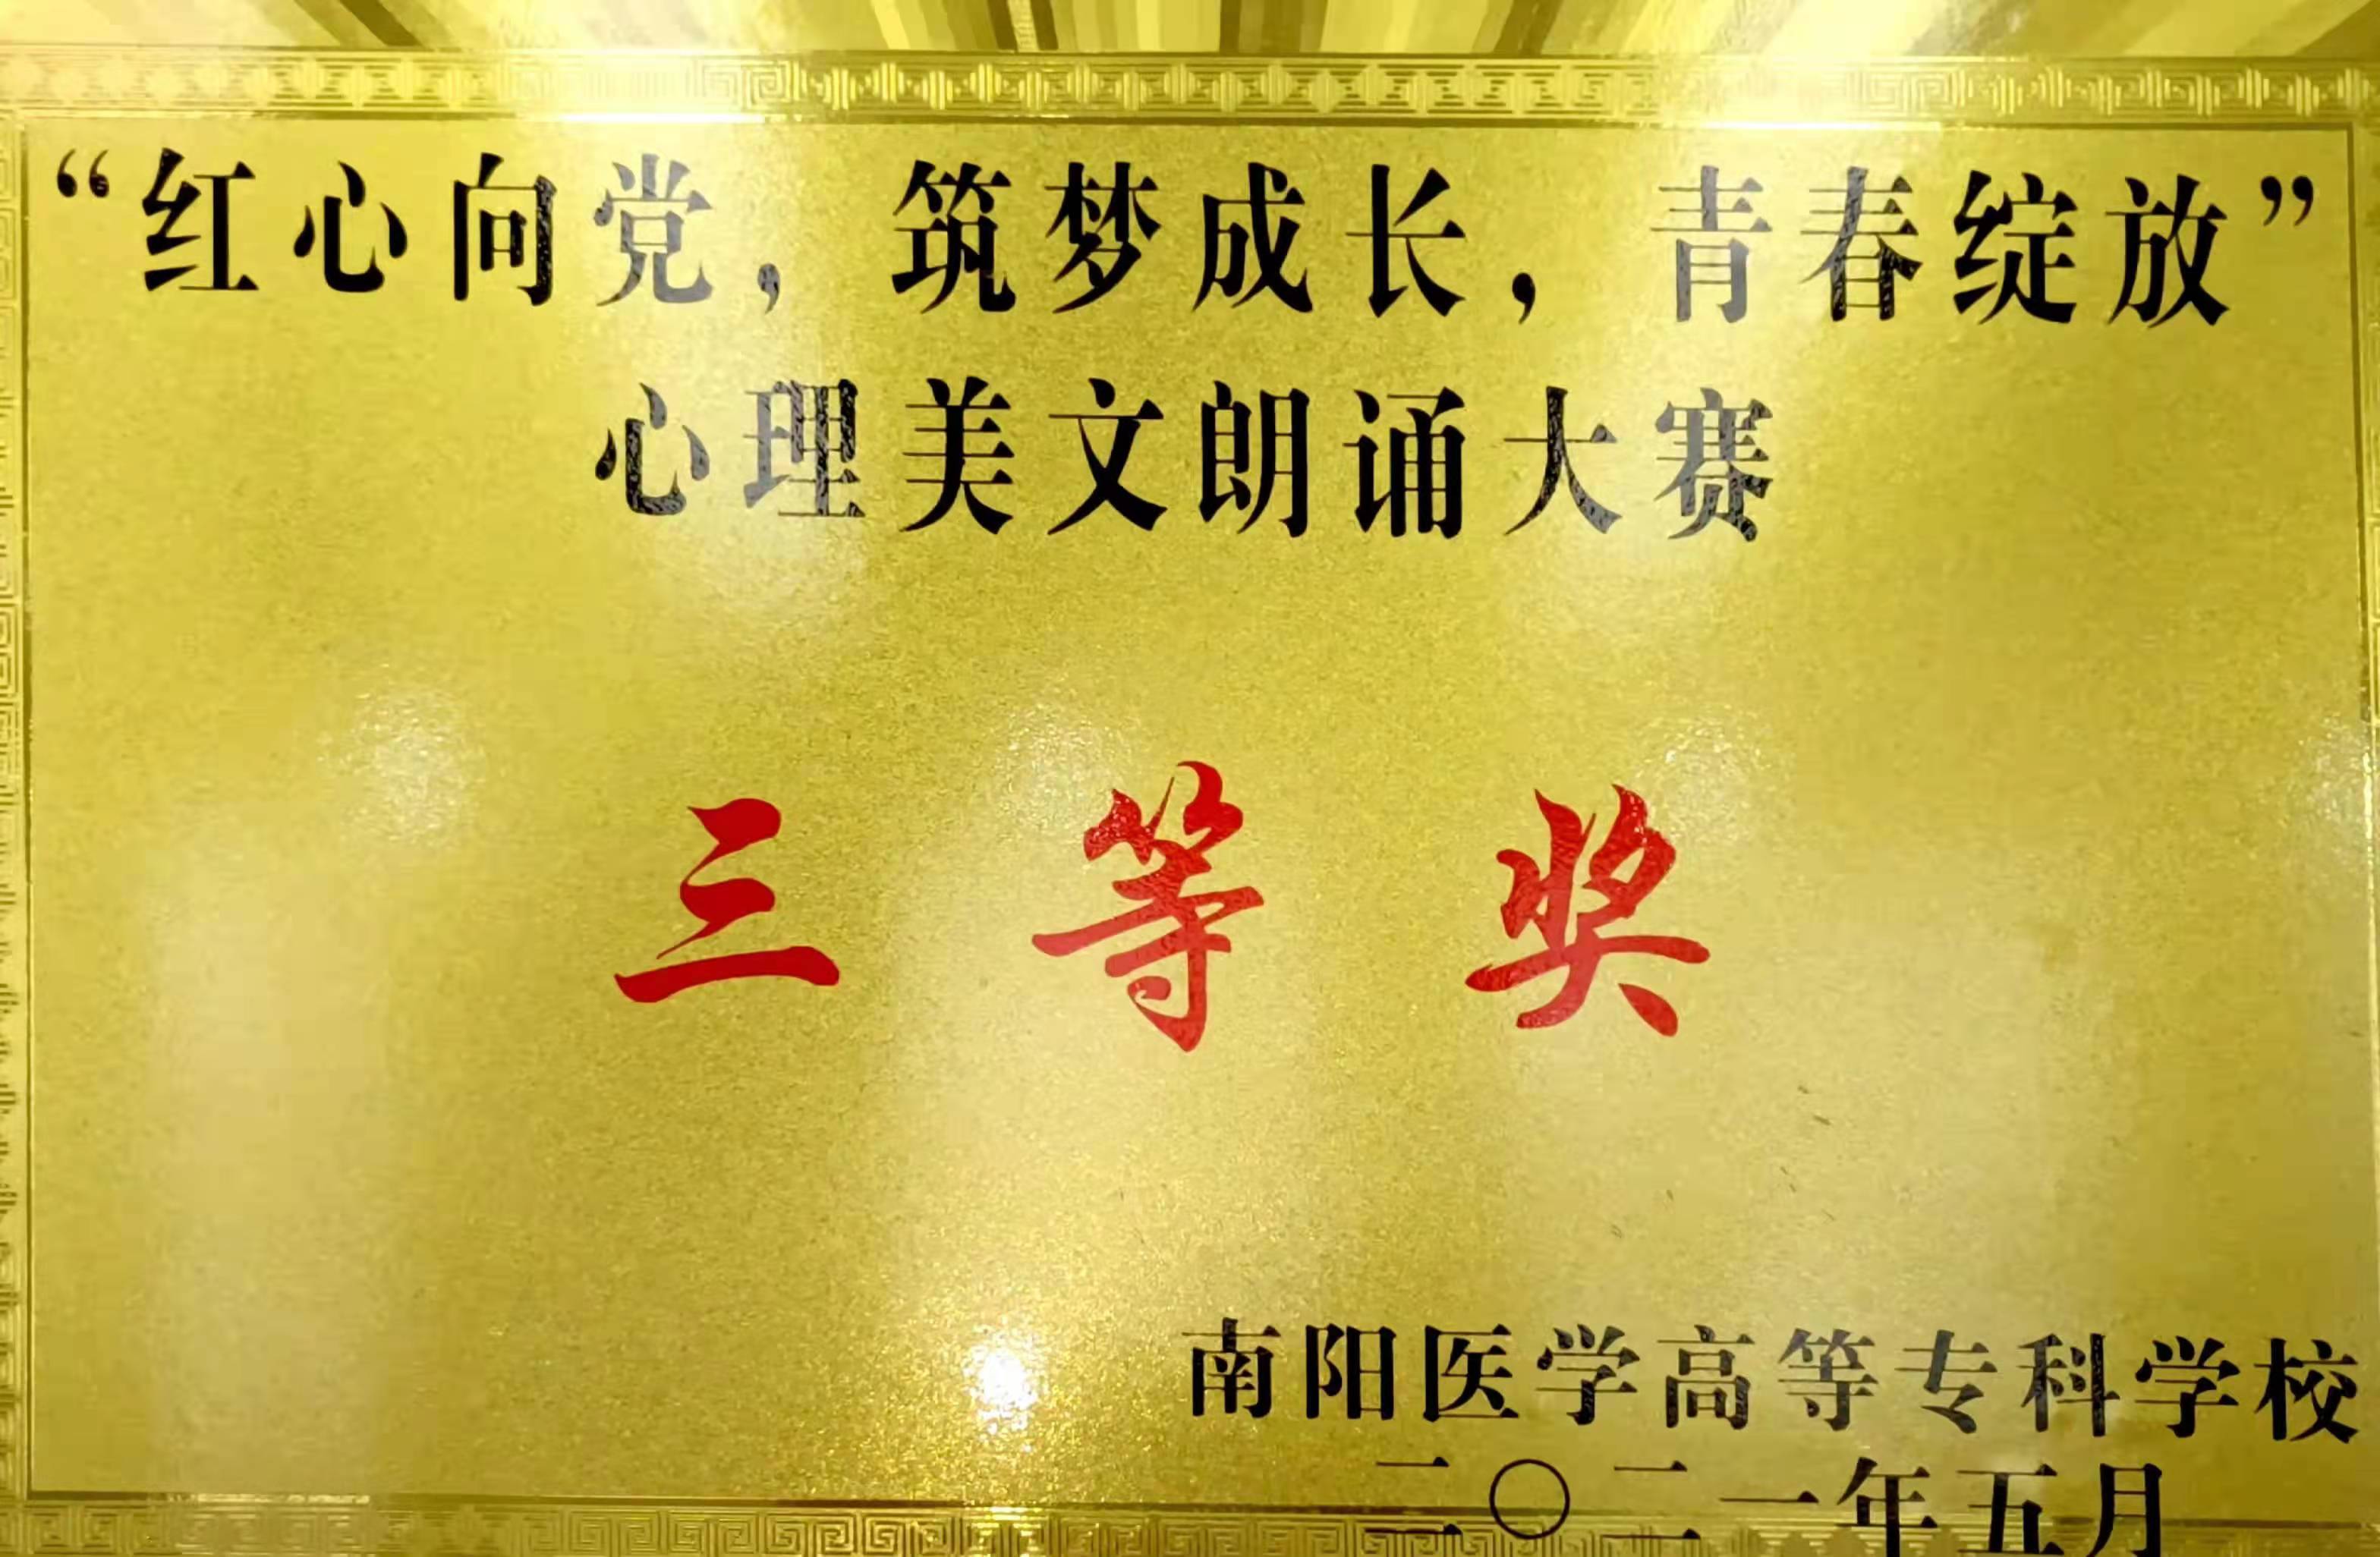 “红心向党，筑梦成长，青春绽放”
心理美文朗诵大赛
三等奖
南阳医学高等专科学校
二〇二一年五月